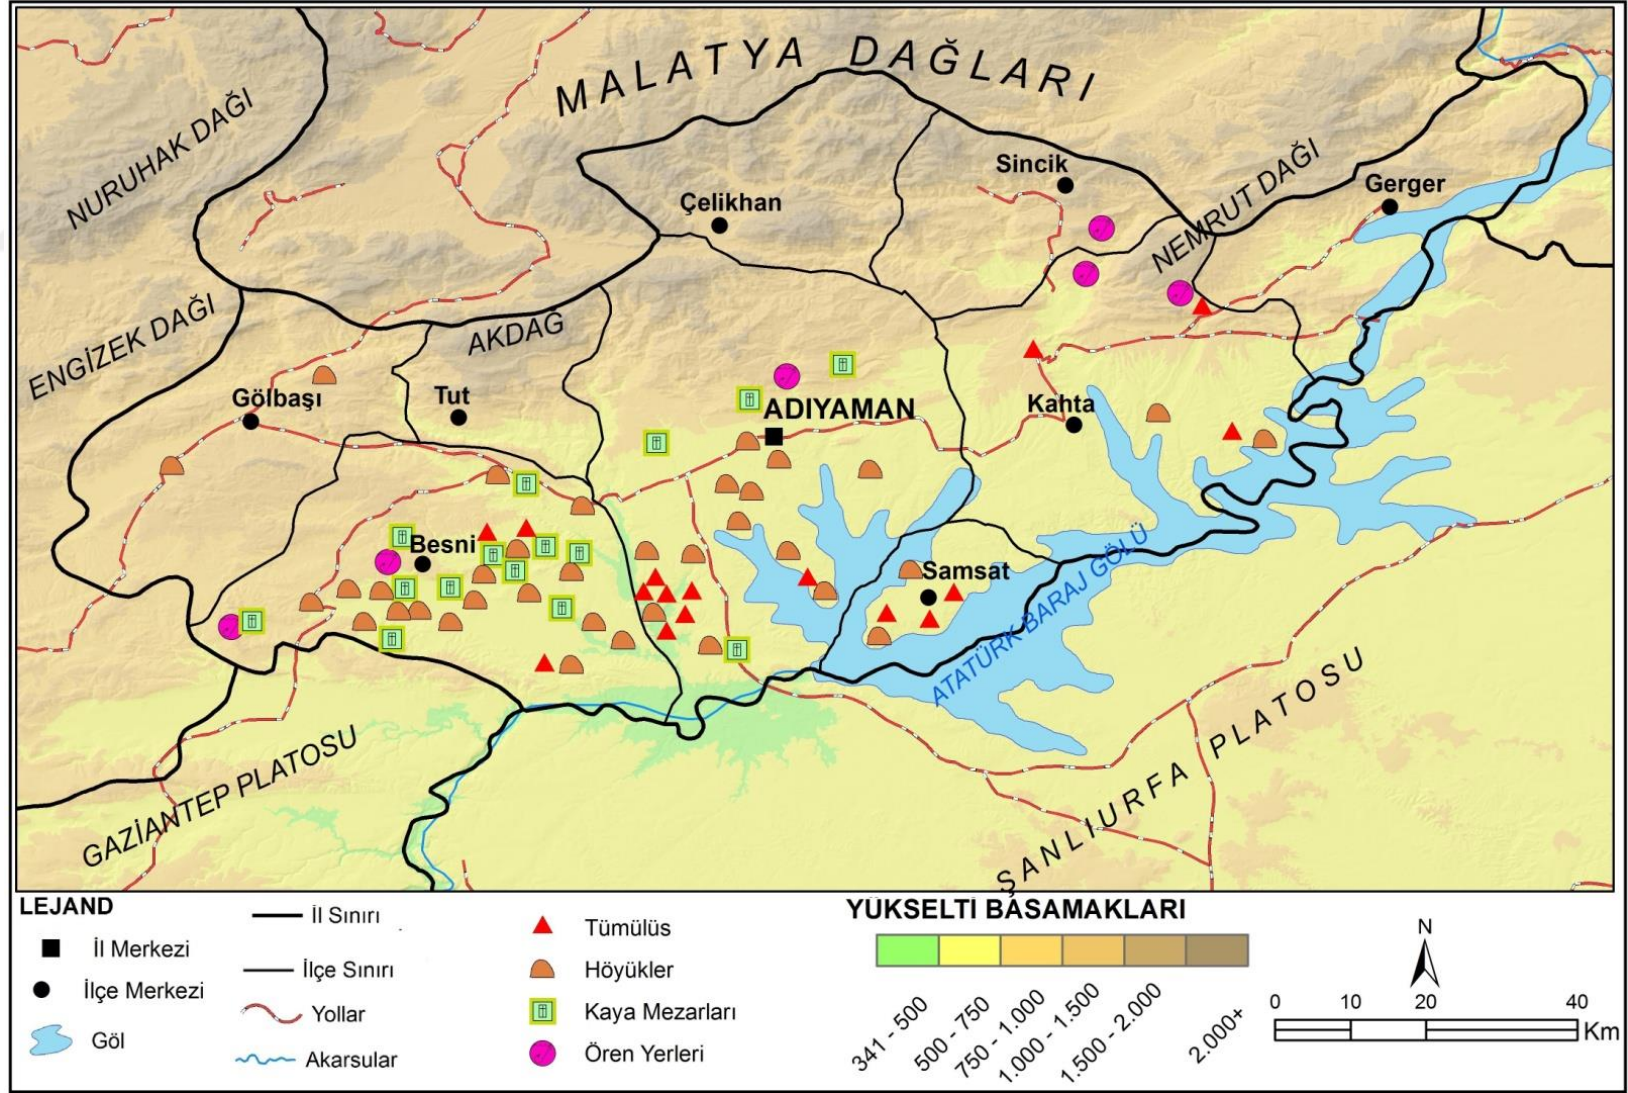 MALATYA DAĞLARI
NURUHAK DAĞI
Sincik
NEMRUT DAĞI
Gerger
Çelikhan
ENGİZEK DAĞI
AKDAĞ
Gölbaşı
Tut
ADIYAMAN
Kahta
Besni
Samsat
ATATÜRK BARAJ GÖLÜ
GAZİANTEP PLATOSU
ŞANLIURFA PLATOSU
LEJAND
İl Merkezi
İlçe Merkezi
Göl
İl Sınırı
İlçe Sınırı
Yollar
Akarsular
Tümülüs
Höyükler
Kaya Mezarları
Ören Yerleri
YÜKSELTİ BASAMAKLARI
341 - 500
500 - 750
750 - 1.000
1.000 - 1.500
1.500 - 2.000
2.000+
N
0 10 20 40
Km